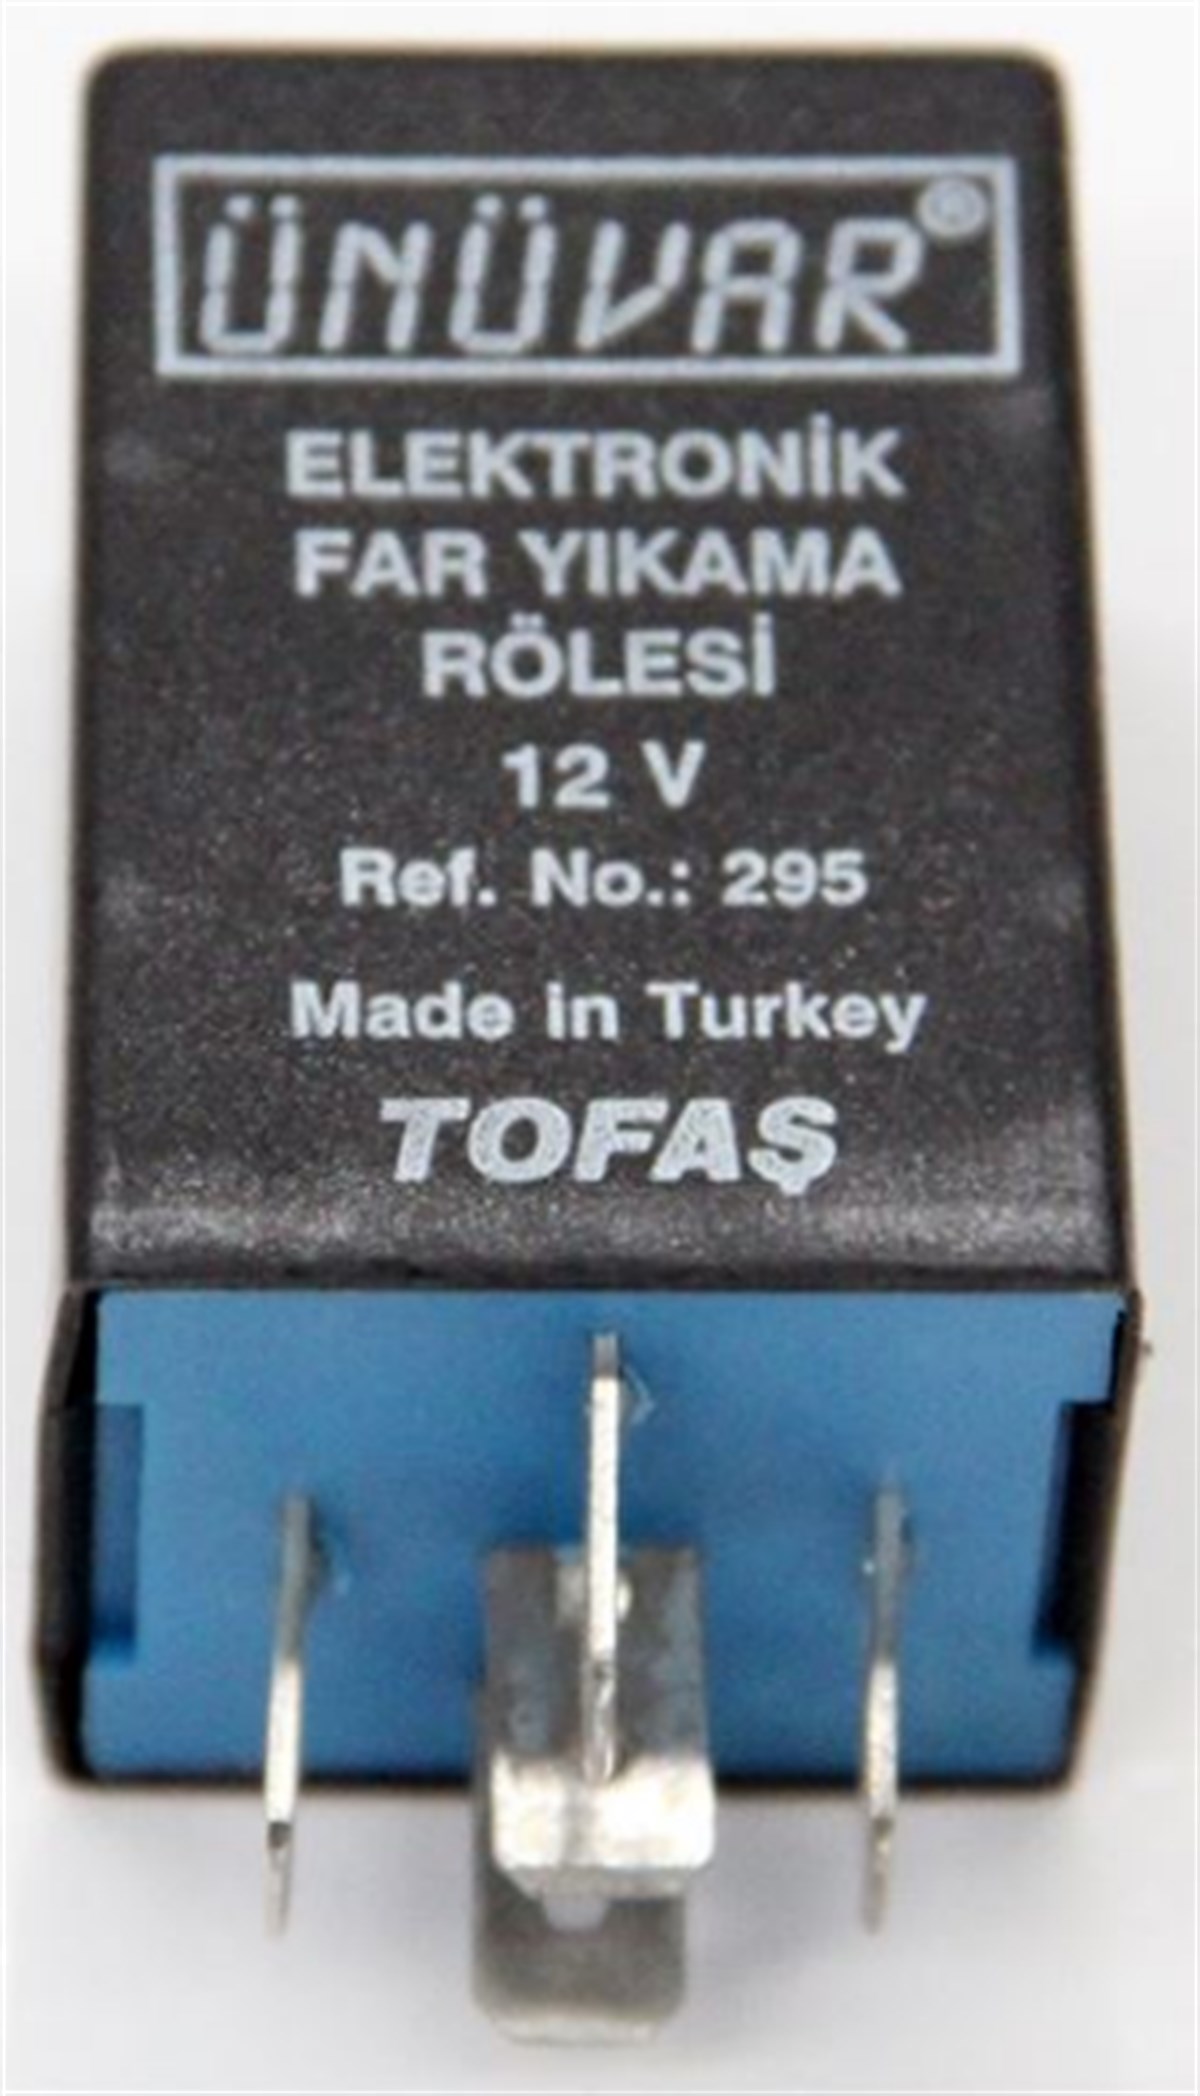 ÜNÜVAR®
ELEKTRONİK
FAR YIKAMA
RÖLESİ
12 V
Ref. No.: 295
Made in Turkey
TOFAŞ